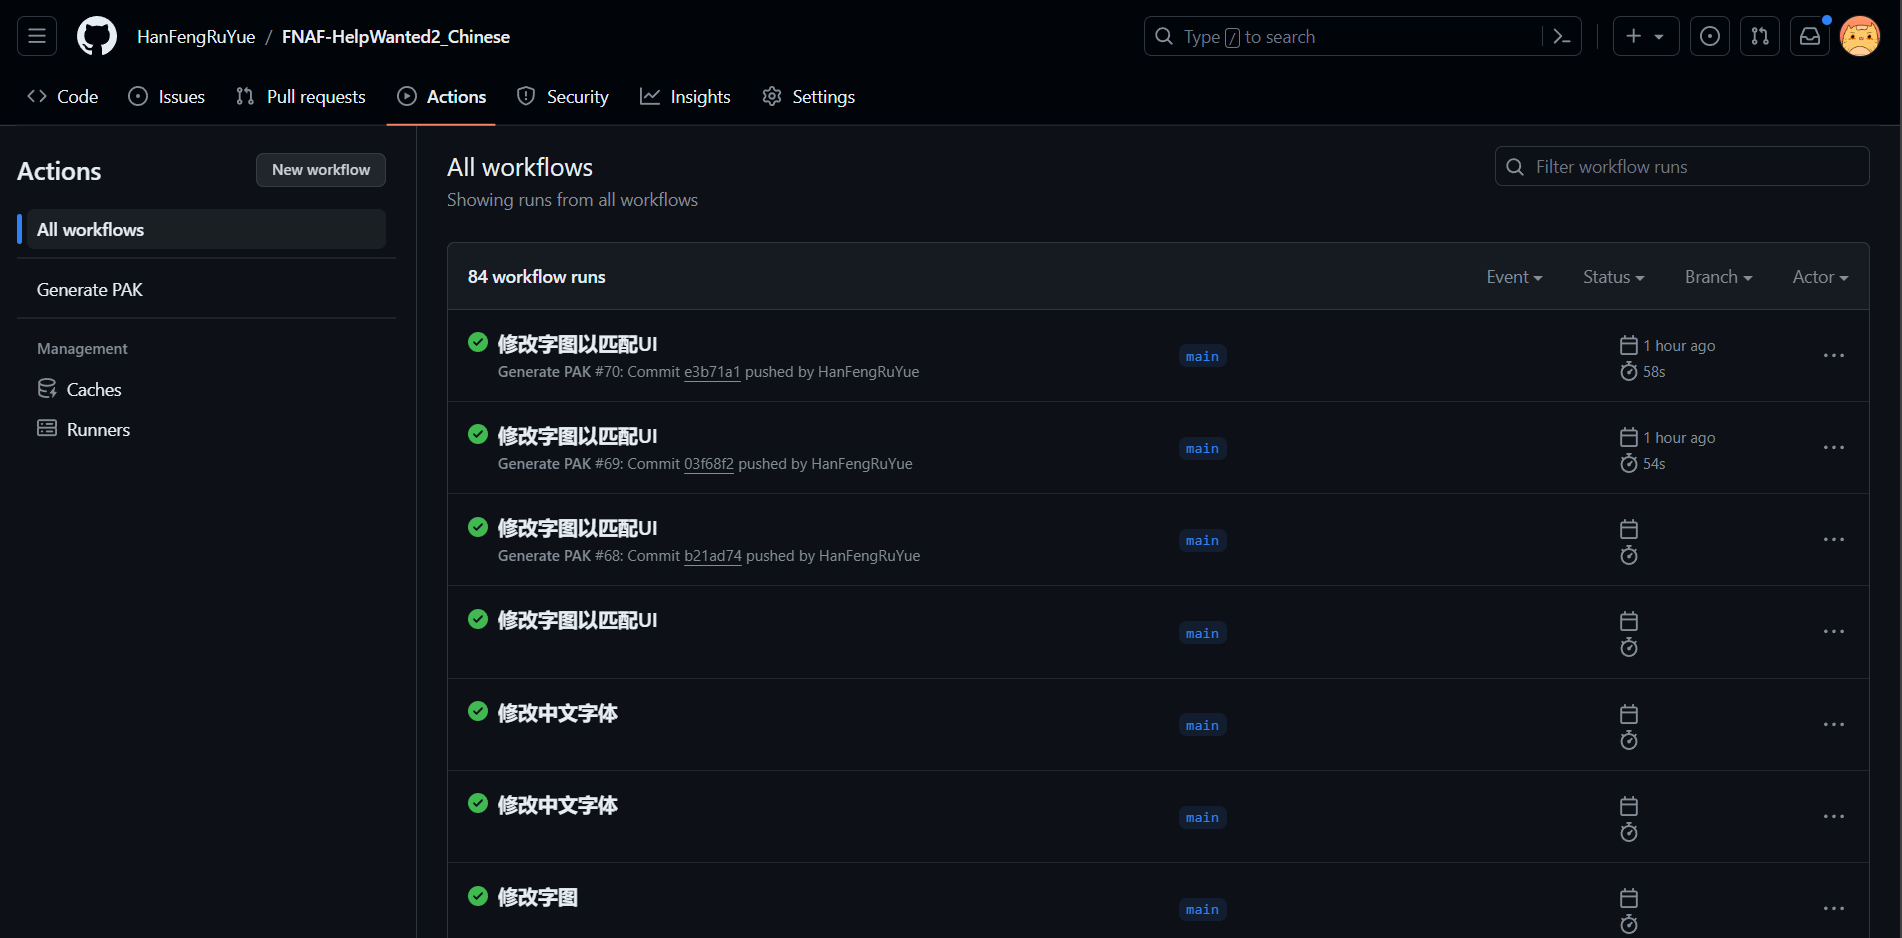 HanFengRuYue / FNAF-HelpWanted2_Chinese
Type / to search
Code
Issues
Pull requests
Actions
Security
Insights
Settings
Actions
New workflow
All workflows
Generate PAK
Management
Caches
Runners
All workflows
Showing runs from all workflows
Filter workflow runs
84 workflow runs
Event
Status
Branch
Actor
修改字图以匹配UI
Generate PAK #70: Commit e3b71a1 pushed by HanFengRuYue
main
1 hour ago
58s
修改字图以匹配UI
Generate PAK #69: Commit 03f68f2 pushed by HanFengRuYue
main
1 hour ago
54s
修改字图以匹配UI
Generate PAK #68: Commit b21ad74 pushed by HanFengRuYue
main
修改字图以匹配UI
main
修改中文字体
main
修改中文字体
main
修改字图
main